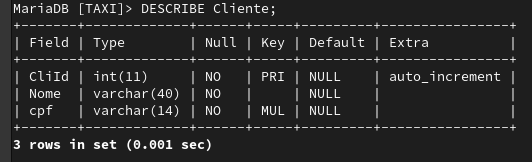 MariaDB [TAXI]> DESCRIBE Cliente;
+-------+-------------+------+-----+---------+----------------+
| Field | Type        | Null | Key | Default | Extra          |
+-------+-------------+------+-----+---------+----------------+
| CliId | int(11)     | NO   | PRI | NULL    | auto_increment |
| Nome  | varchar(40) | NO   |     | NULL    |                |
| cpf   | varchar(14) | NO   | MUL | NULL    |                |
+-------+-------------+------+-----+---------+----------------+
3 rows in set (0.001 sec)